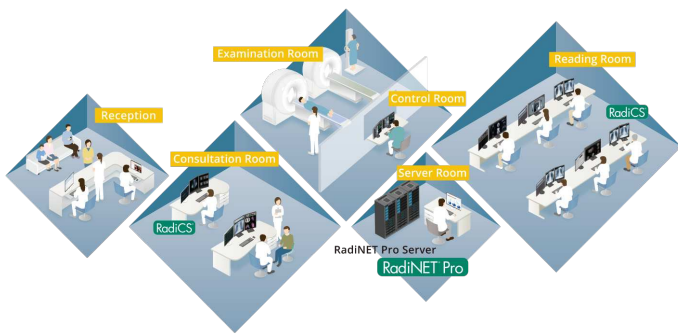 Examination Room
Reading Room
Control Room
Reception
RadiCS®
Consultation Room
Server Room
RadiCS
RadiNET Pro Server
RadiNET Pro